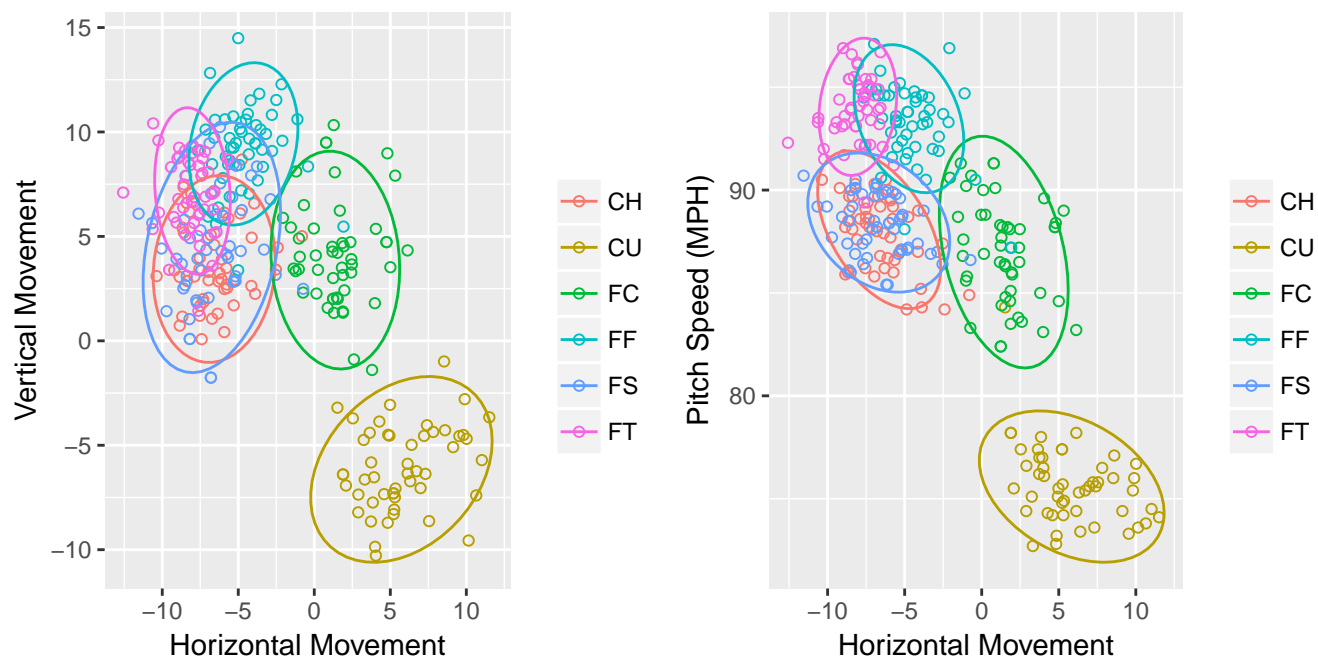 Vertical Movement
15
10
5
0
−5
−10
−10 −5 0 5 10
Horizontal Movement
CH
CU
FC
FF
FS
FT
Pitch Speed (MPH)
90
80
−10 −5 0 5 10
Horizontal Movement
CH
CU
FC
FF
FS
FT